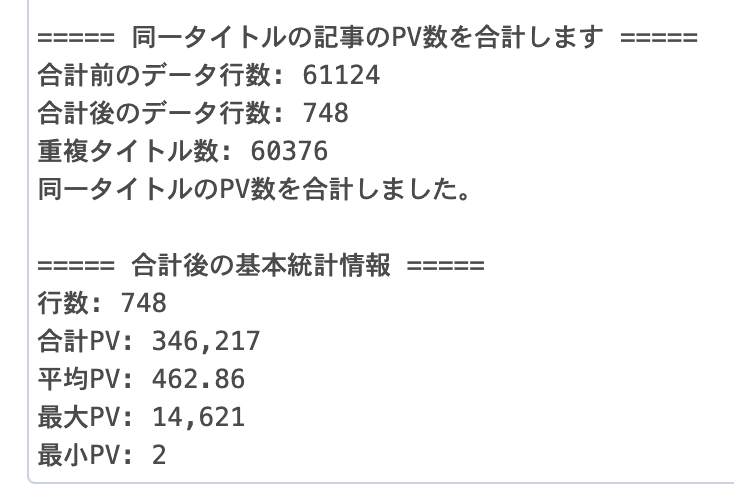 ===== 同一タイトルの記事のPV数を合計します =====
合計前のデータ行数: 61124
合計後のデータ行数: 748
重複タイトル数: 60376
同一タイトルのPV数を合計しました。
===== 合計後の基本統計情報 =====
行数: 748
合計PV: 346,217
平均PV: 462.86
最大PV: 14,621
最小PV: 2